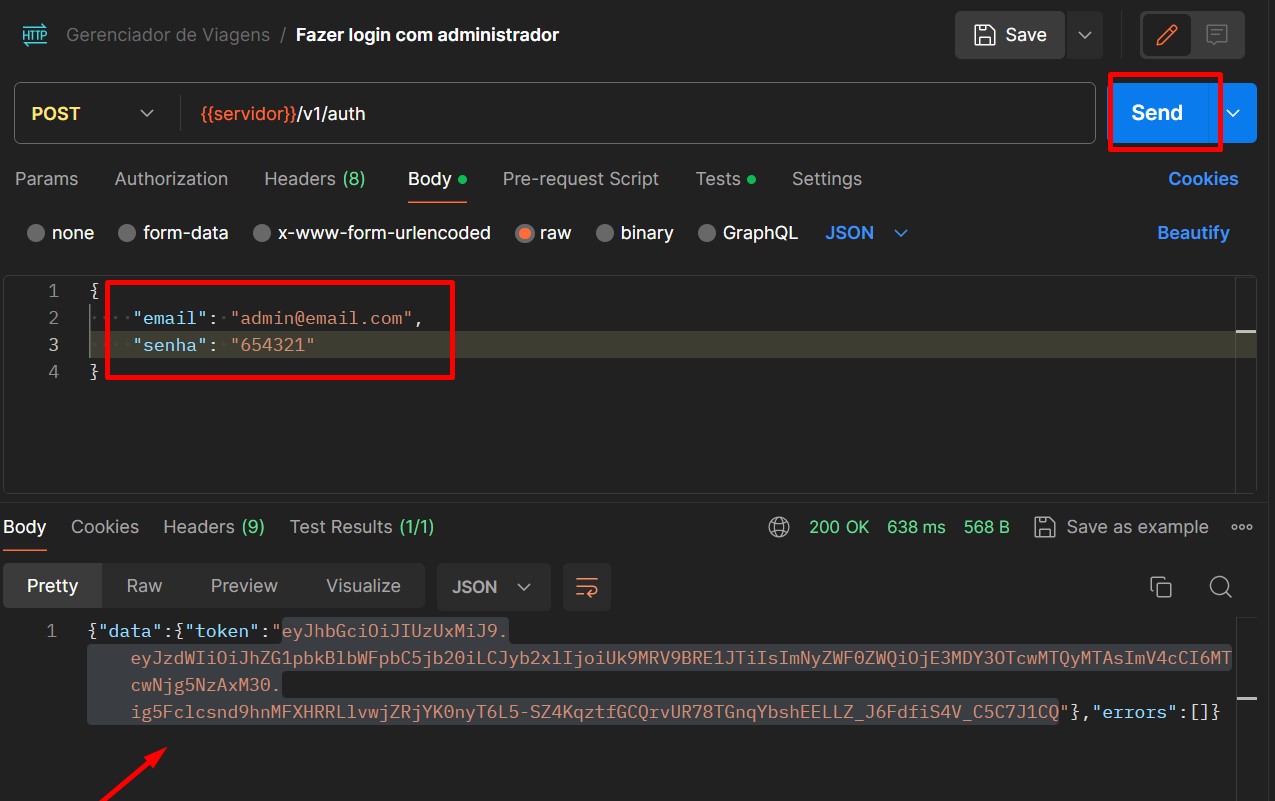 HTTP Gerenciador de Viagens / Fazer login com administrador Save
POST {{servidor}}/v1/auth Send
Params Authorization Headers (8) Body Pre-request Script Tests Settings Cookies
none form-data x-www-form-urlencoded raw binary GraphQL JSON Beautify
1 {
2 "email": "admin@email.com",
3 "senha": "654321"
4 }
Body Cookies Headers (9) Test Results (1/1) 200 OK 638 ms 568 B Save as example
Pretty Raw Preview Visualize JSON
1 {"data":{"token":"eyJhbGciOiJIUzUxMiJ9.
eyJzdWIiOiJhZG1pbkBlbWFpbC5jb20iLCJyb2xlIjoiUk9MRV9BRE1JTiIsImNyZWF0ZWQiOjE3MDY3OTcwMTQyMTAsImV4cCI6MT
cwNjg5NzAxM30.
ig5Fclcsnd9hnMFXHRRLlvwjZRjYK0nyT6L5-SZ4KqztfGCQrvUR78TGnqYbshEELLZ_J6FdfiS4V_C5C7J1CQ"},"errors":[]}